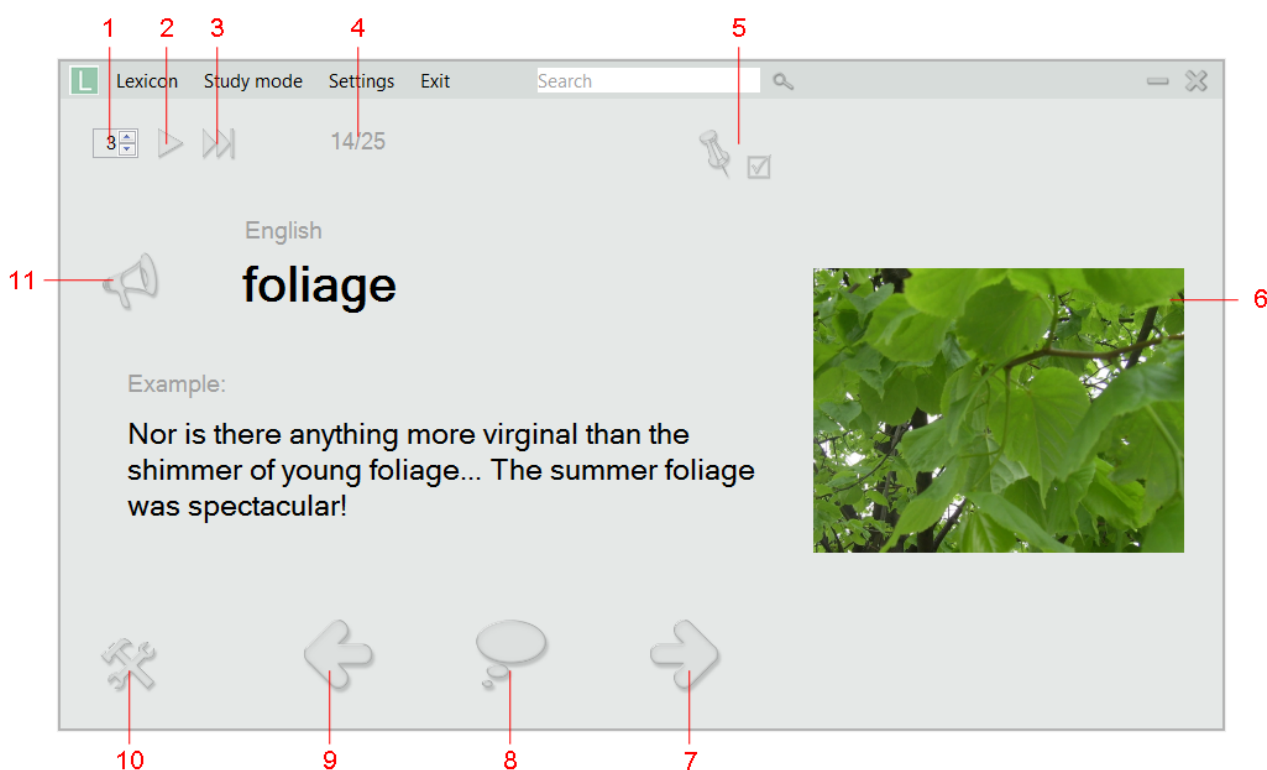 1 2 3 4 5
L Lexicon Study mode Settings Exit Search
3 14/25
English
11 foliage
6
Example:
Nor is there anything more virginal than the
shimmer of young foliage... The summer foliage
was spectacular!
10 9 8 7